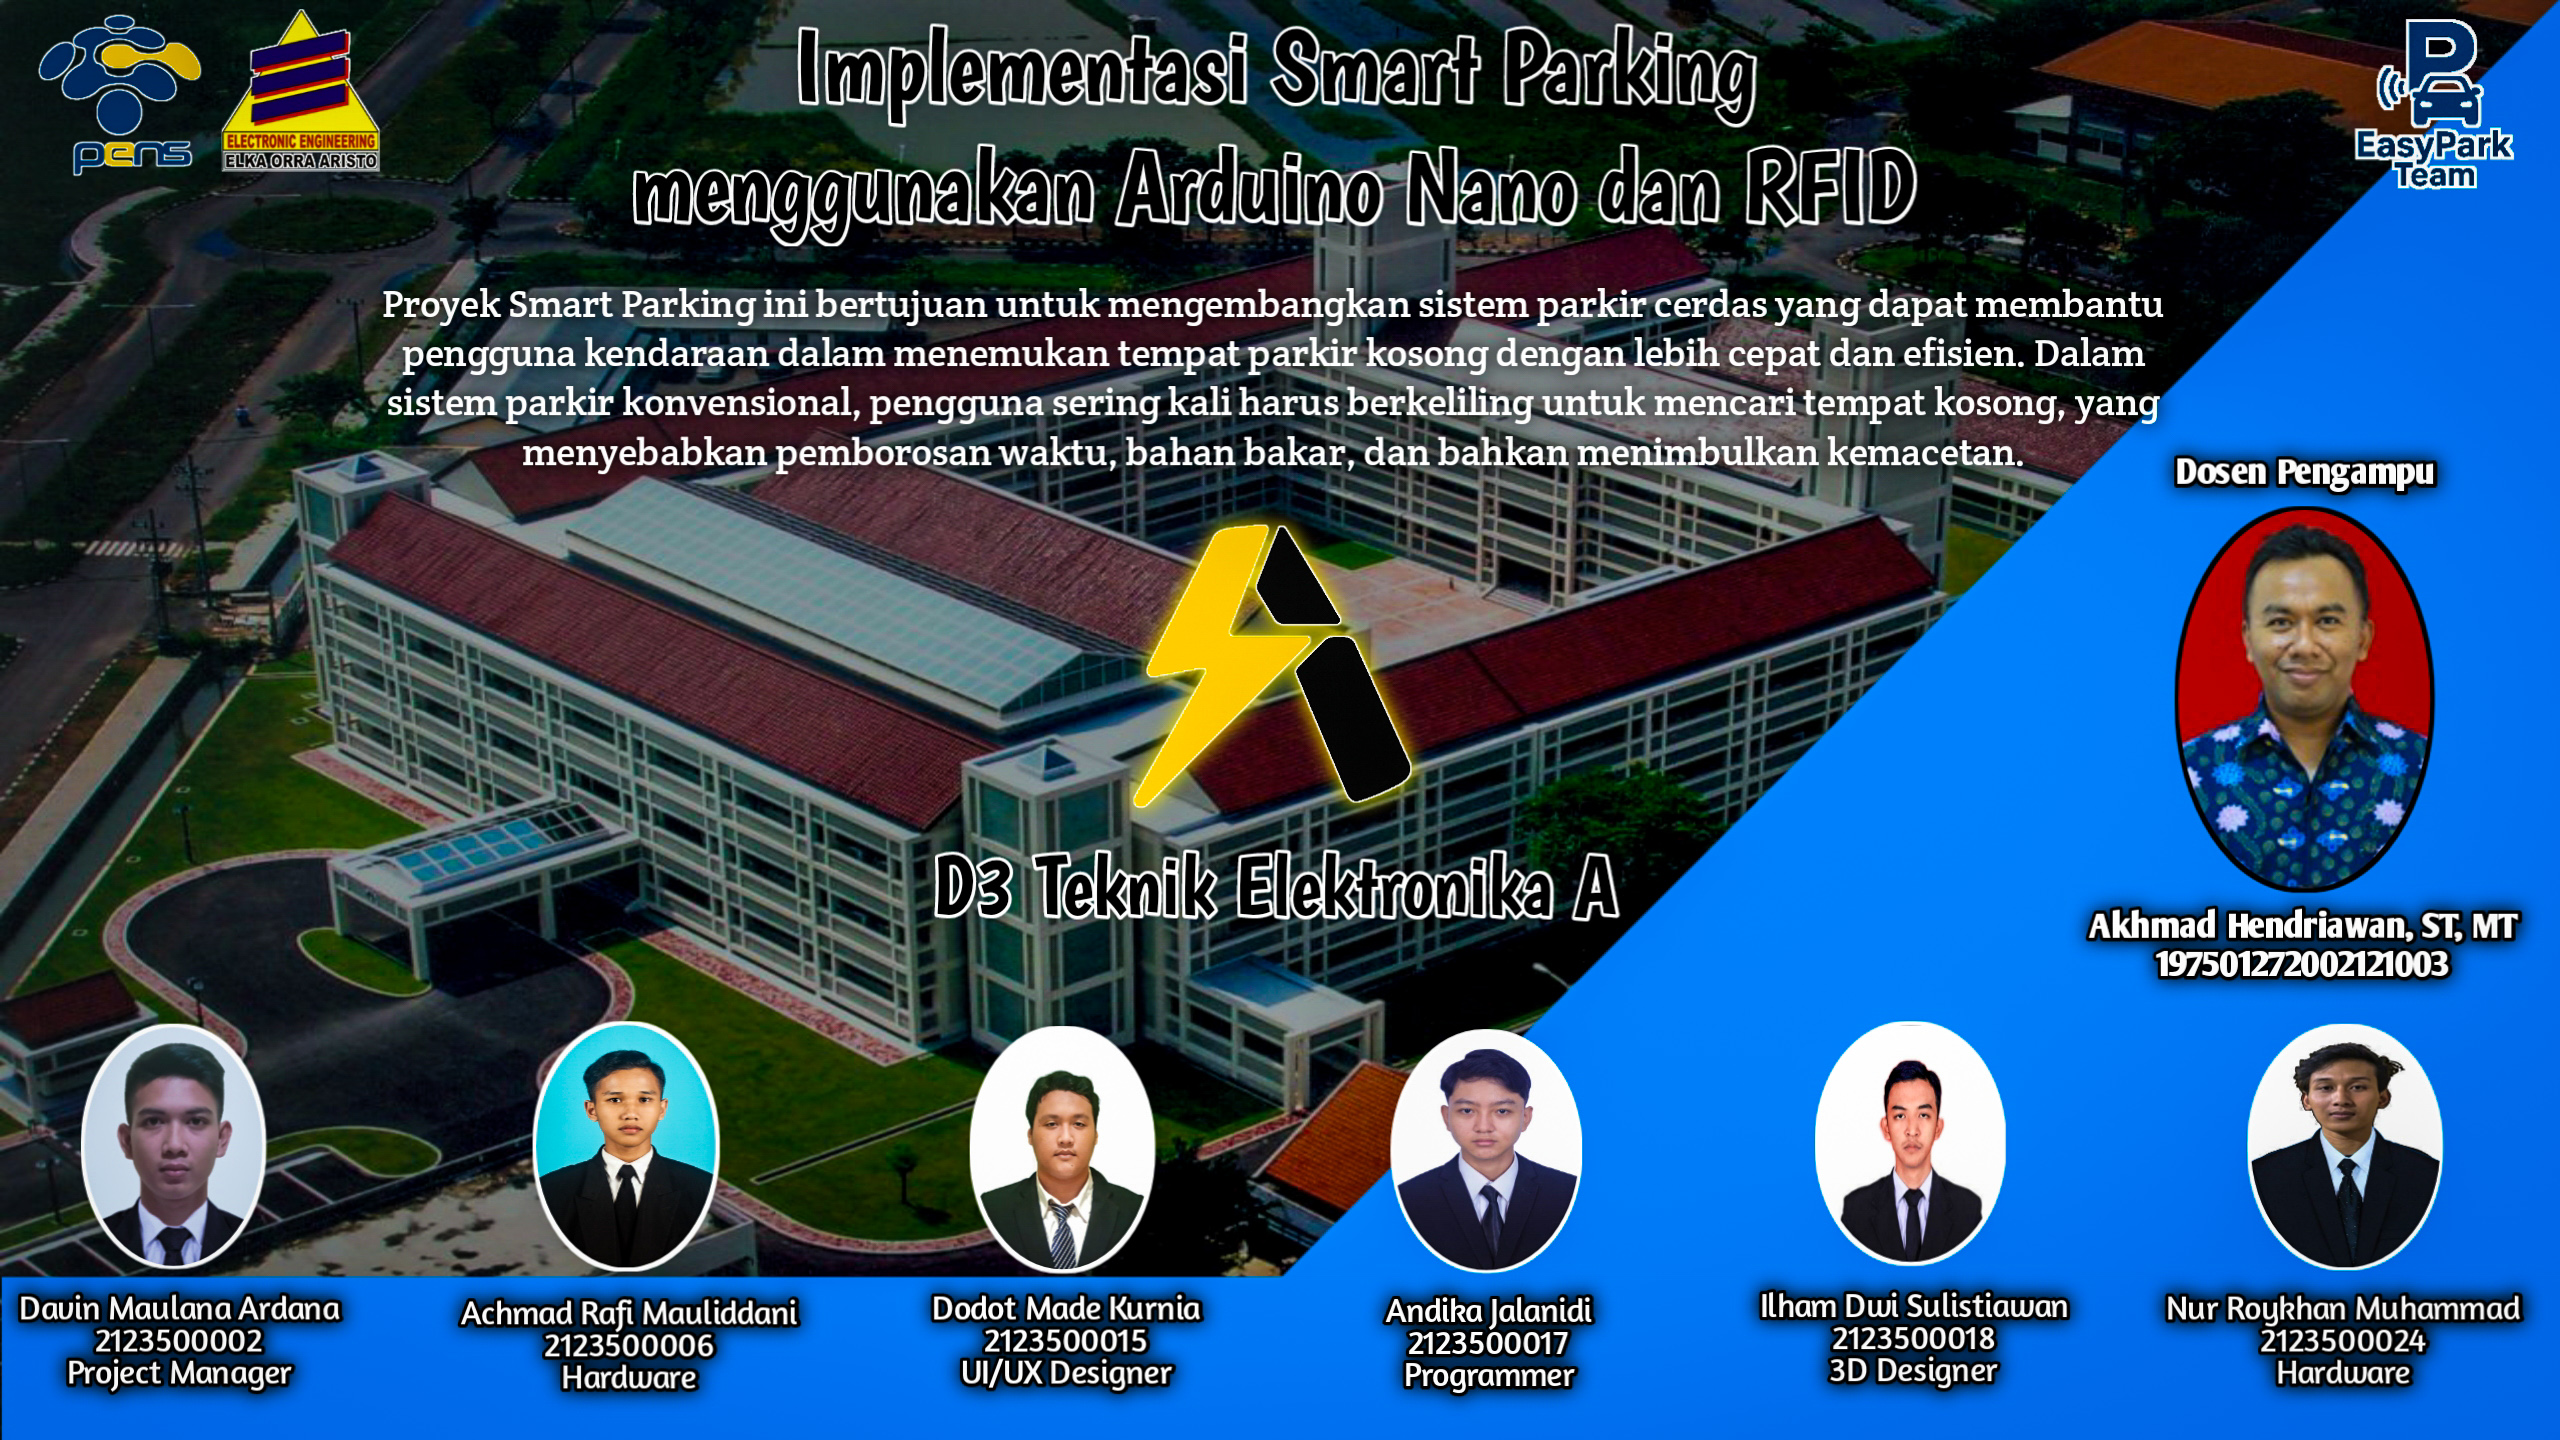 pens
ELECTRONIC ENGINEERING
ELKA ORRA ARISTO
Implementasi Smart Parking
menggunakan Arduino Nano dan RFID
P
EasyPark
Team
Proyek Smart Parking ini bertujuan untuk mengembangkan sistem parkir cerdas yang dapat membantu
pengguna kendaraan dalam menemukan tempat parkir kosong dengan lebih cepat dan efisien. Dalam
sistem parkir konvensional, pengguna sering kali harus berkeliling untuk mencari tempat kosong, yang
menyebabkan pemborosan waktu, bahan bakar, dan bahkan menimbulkan kemacetan.
Dosen Pengampu
Akhmad Hendriawan, ST, MT
197501272002121003
D3 Teknik Elektronika A
Davin Maulana Ardana
2123500002
Project Manager
Achmad Rafi Mauliddani
2123500006
Hardware
Dodot Made Kurnia
2123500015
UI/UX Designer
Andika Jalanidi
2123500017
Programmer
Ilham Dwi Sulistiawan
2123500018
3D Designer
Nur Roykhan Muhammad
2123500024
Hardware